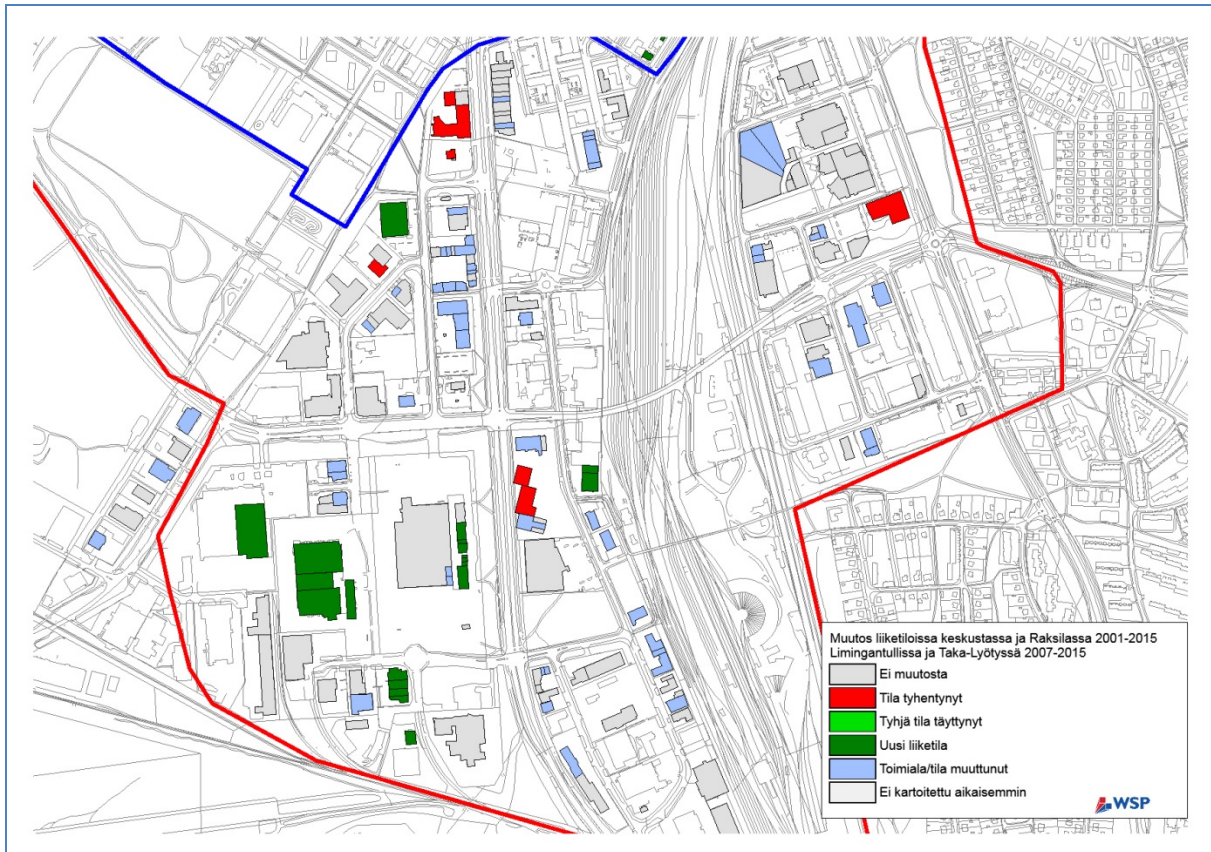 Muutos liiketiloissa keskustassa ja Raksilassa 2001-2015
Limingantullissa ja Taka-Lyötyssä 2007-2015
Ei muutosta
Tila tyhentynyt
Tyhjä tila täyttynyt
Uusi liiketila
Toimiala/tila muuttunut
Ei kartoitettu aikaisemmin
WSP